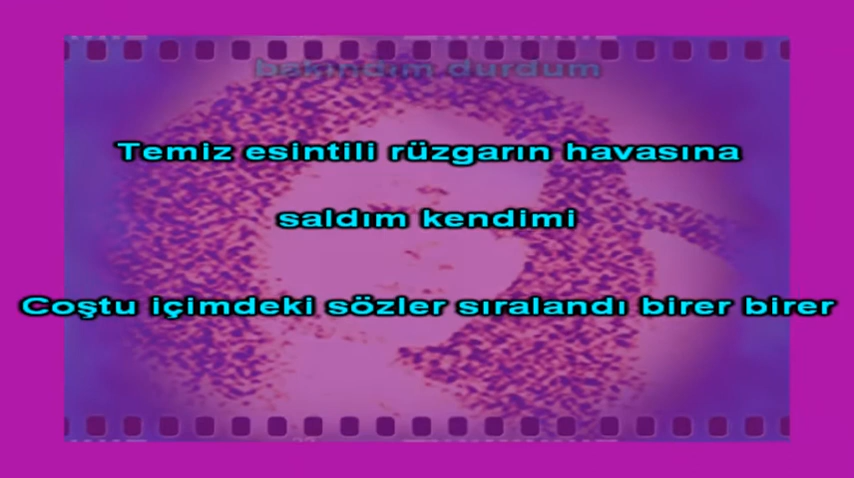 bakındım durdum
Temiz esintili rüzgarın havasına
saldım kendimi
Coştu içimdeki sözler sıralandı birer birer